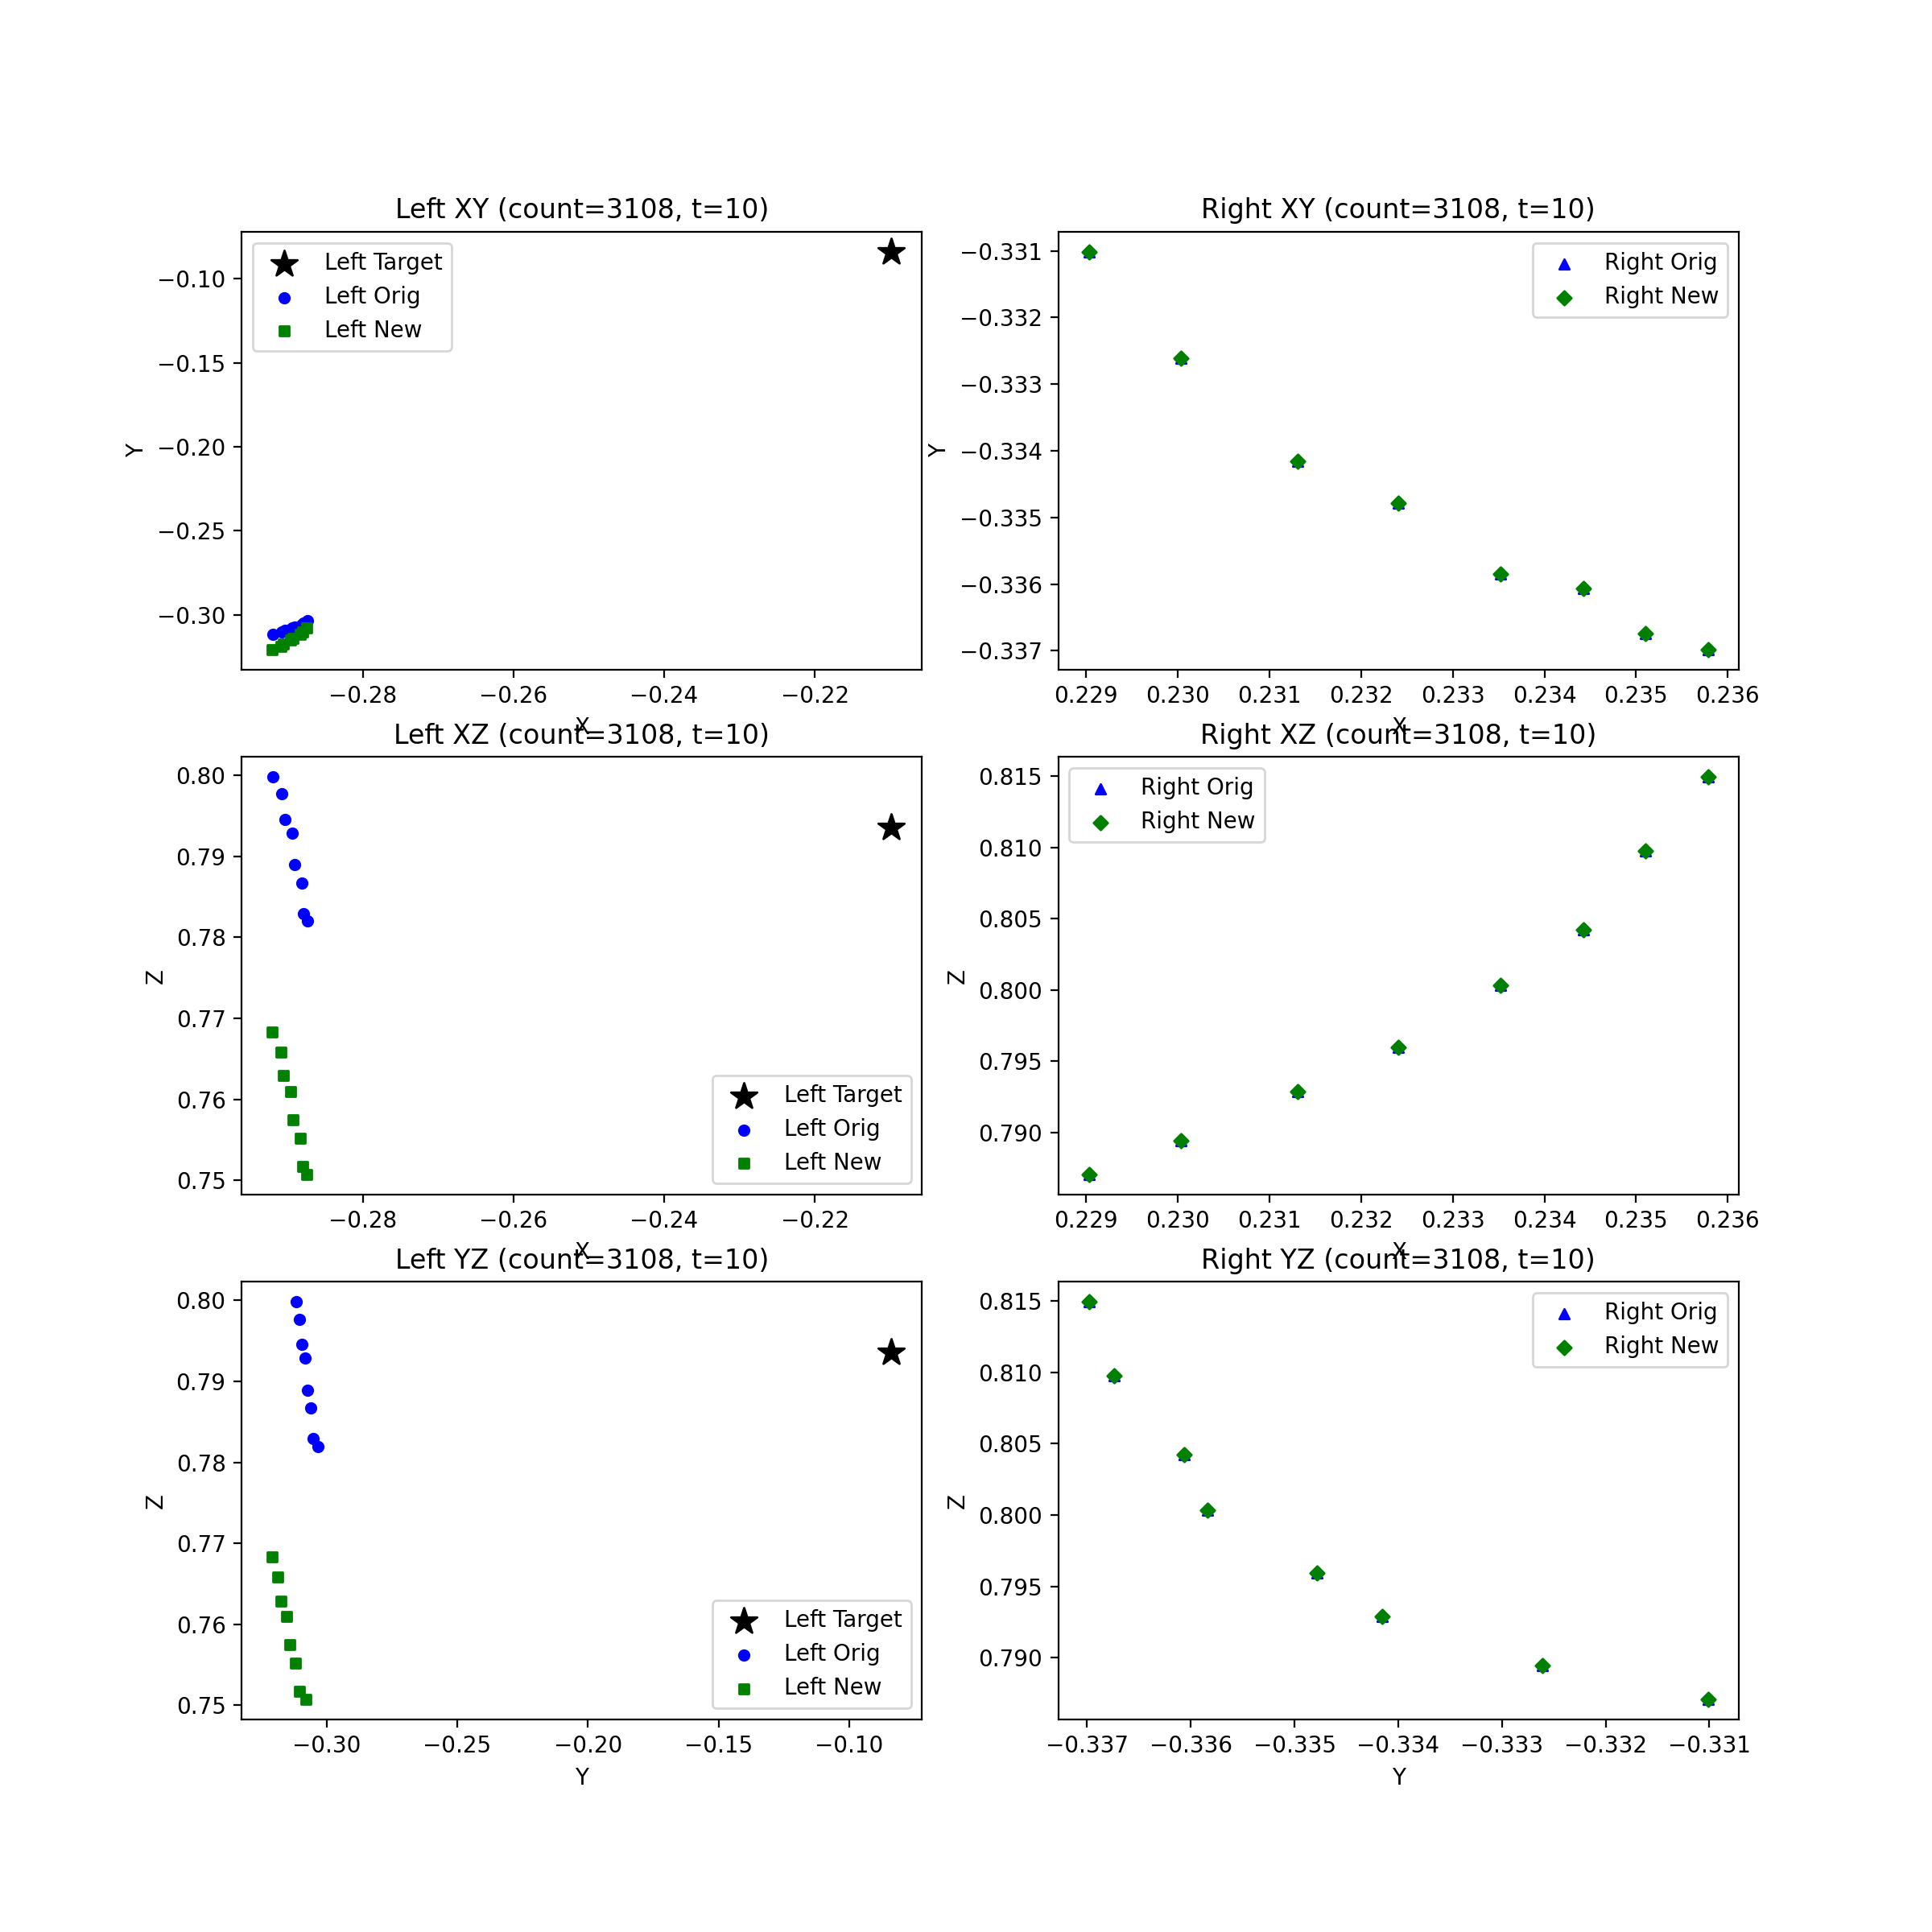 Left XY (count=3108, t=10)
Left Target
Left Orig
Left New
−0.10
−0.15
−0.20
−0.25
−0.30
Y
−0.28 −0.26 −0.24 −0.22
X
Right XY (count=3108, t=10)
Right Orig
Right New
−0.331
−0.332
−0.333
−0.334
−0.335
−0.336
−0.337
Y
0.229 0.230 0.231 0.232 0.233 0.234 0.235 0.236
X
Left XZ (count=3108, t=10)
0.80
0.79
0.78
0.77
0.76
0.75
Z
Left Target
Left Orig
Left New
−0.28 −0.26 −0.24 −0.22
X
Right XZ (count=3108, t=10)
Right Orig
Right New
0.815
0.810
0.805
0.800
0.795
0.790
Z
0.229 0.230 0.231 0.232 0.233 0.234 0.235 0.236
X
Left YZ (count=3108, t=10)
0.80
0.79
0.78
0.77
0.76
0.75
Z
Left Target
Left Orig
Left New
−0.30 −0.25 −0.20 −0.15 −0.10
Y
Right YZ (count=3108, t=10)
Right Orig
Right New
0.815
0.810
0.805
0.800
0.795
0.790
Z
−0.337 −0.336 −0.335 −0.334 −0.333 −0.332 −0.331
Y